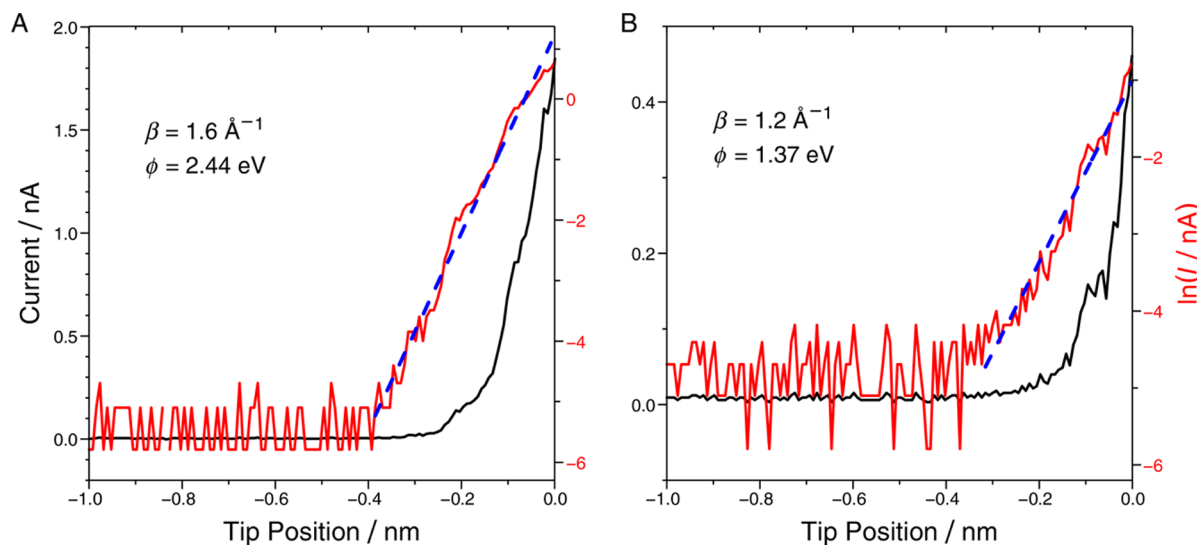 A
2.0
1.5
1.0
0.5
0.0
Current / nA
β = 1.6 Å⁻¹
ϕ = 2.44 eV
0
−2
−4
−6
−1.0 −0.8 −0.6 −0.4 −0.2 0.0
Tip Position / nm
B
0.4
0.2
0.0
β = 1.2 Å⁻¹
ϕ = 1.37 eV
−2
−4
−6
ln(I / nA)
−1.0 −0.8 −0.6 −0.4 −0.2 0.0
Tip Position / nm